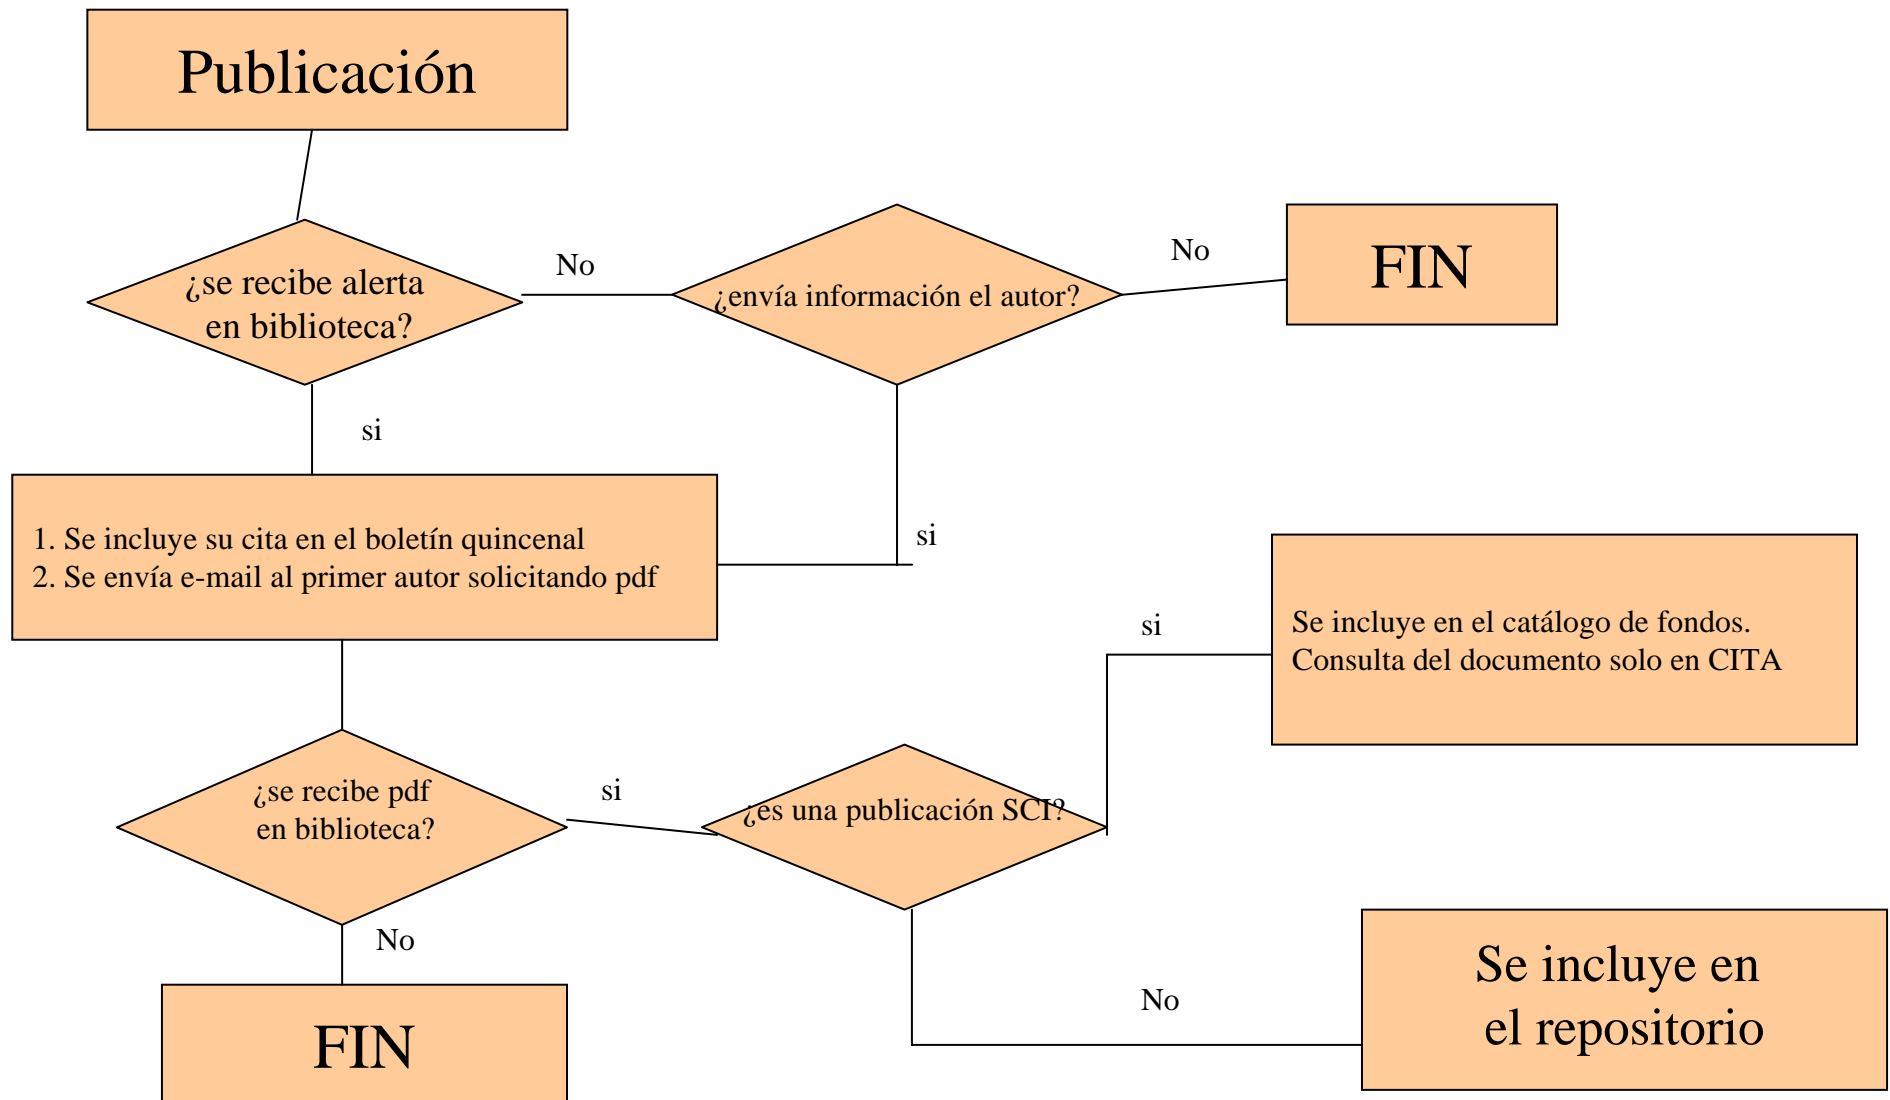 Publicación
¿se recibe alerta
en biblioteca?
No
¿envía información el autor?
No
FIN
si
1. Se incluye su cita en el boletín quincenal
2. Se envía e-mail al primer autor solicitando pdf
si
si
Se incluye en el catálogo de fondos.
Consulta del documento solo en CITA
¿se recibe pdf
en biblioteca?
si
¿es una publicación SCI?
No
FIN
No
Se incluye en
el repositorio